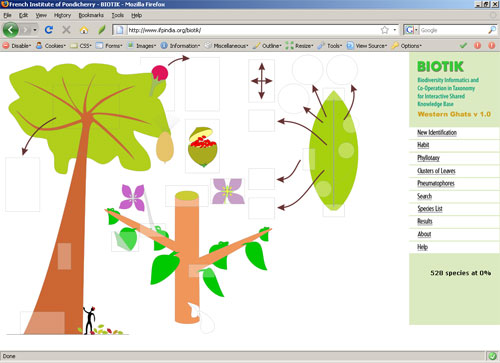 French Institute of Pondicherry - BIOTIK - Mozilla Firefox
File Edit View History Bookmarks Tools Help
http://www.ifpindia.org/biotik/
Google
Disable Cookies CSS Forms Images Information Miscellaneous Outline Resize Tools View Source Options
BIOTIK
Biodiversity Informatics and
Co-Operation in Taxonomy
for Interactive Shared
Knowledge Base
Western Ghats v 1.0
New Identification
Habit
Phyllotaxy
Clusters of Leaves
Pneumatophores
Search
Species List
Results
About
Help
528 species at 0%
Done